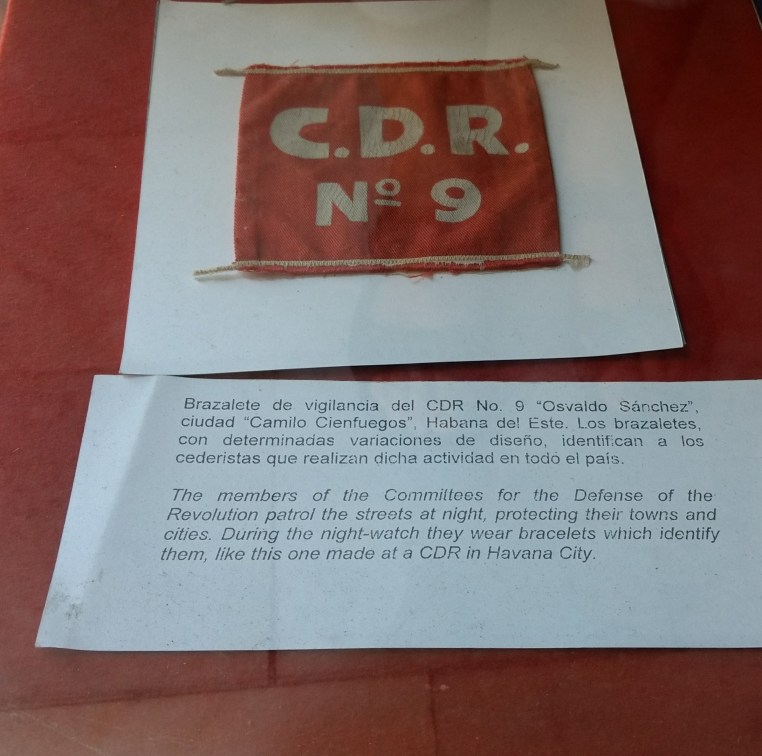 C.D.R.
Nº 9
Brazalete de vigilancia del CDR No. 9 “Osvaldo Sánchez”,
ciudad “Camilo Cienfuegos”, Habana del Este. Los brazaletes,
con determinadas variaciones de diseño, identifican a los
cederistas que realizan dicha actividad en todo el país.
The members of the Committees for the Defense of the
Revolution patrol the streets at night, protecting their towns and
cities. During the night-watch they wear bracelets which identify
them, like this one made at a CDR in Havana City.